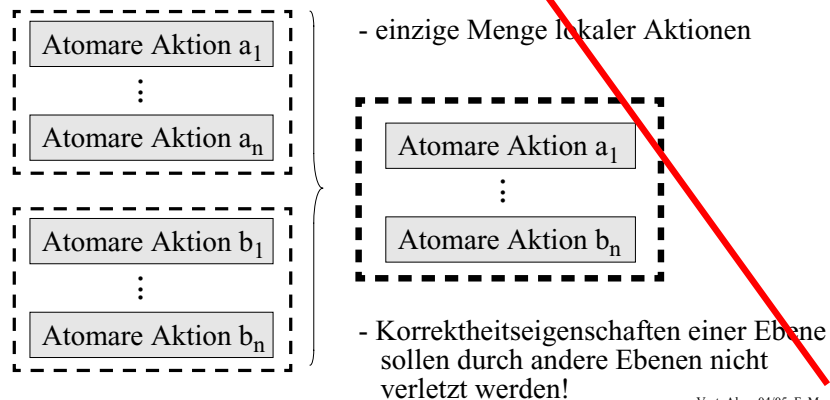 Atomare Aktion a1
⋮
Atomare Aktion an
Atomare Aktion b1
⋮
Atomare Aktion bn
- einzige Menge lokaler Aktionen
Atomare Aktion a1
⋮
Atomare Aktion bn
- Korrektheitseigenschaften einer Ebene
sollen durch andere Ebenen nicht
verletzt werden!